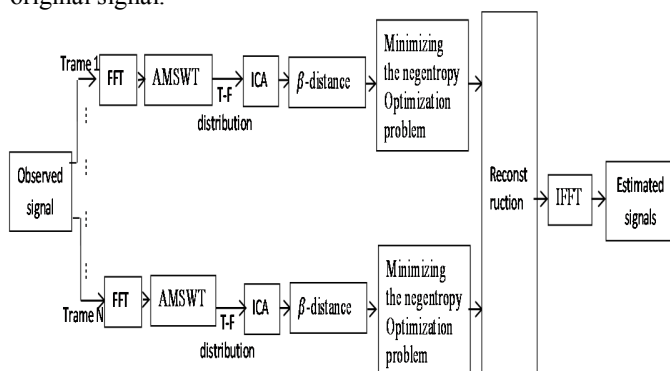 original signal.
Trame 1
FFT
AMSWT
T-F
distribution
ICA
β-distance
Minimizing
the negentropy
Optimization
problem
Observed
signal
Reconst
ruction
IFFT
Estimated
signals
Trame N
FFT
AMSWT
T-F
distribution
ICA
β-distance
Minimizing
the negentropy
Optimization
problem